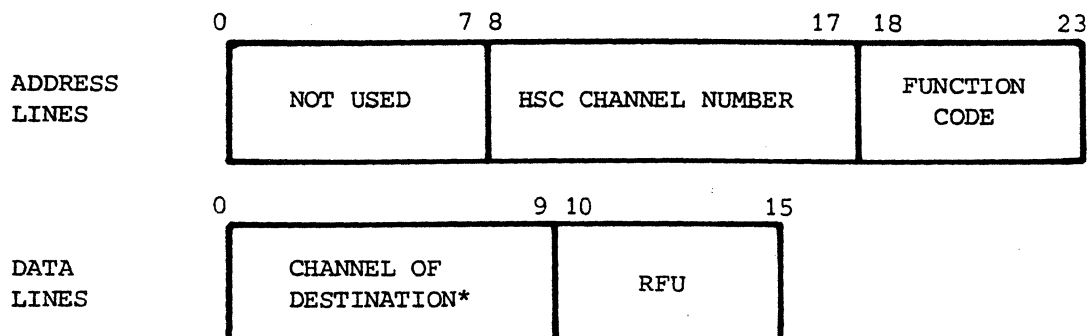 0 7 8 17 18 23
ADDRESS
LINES
NOT USED
HSC CHANNEL NUMBER
FUNCTION
CODE
0 9 10 15
DATA
LINES
CHANNEL OF
DESTINATION*
RFU